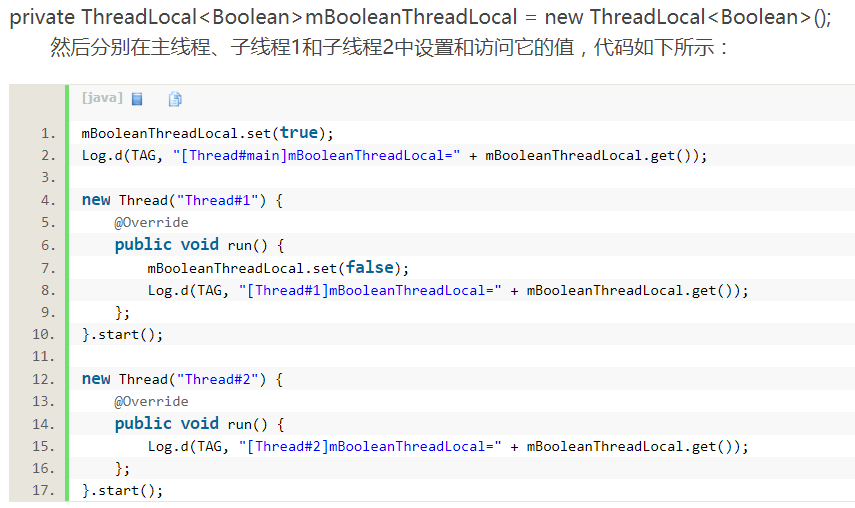 private ThreadLocal<Boolean>mBooleanThreadLocal = new ThreadLocal<Boolean>();
然后分别在主线程、子线程1和子线程2中设置和访问它的值，代码如下所示：
[java]
1. mBooleanThreadLocal.set(true);
2. Log.d(TAG, "[Thread#main]mBooleanThreadLocal=" + mBooleanThreadLocal.get());
3.
4. new Thread("Thread#1") {
5.     @Override
6.     public void run() {
7.         mBooleanThreadLocal.set(false);
8.         Log.d(TAG, "[Thread#1]mBooleanThreadLocal=" + mBooleanThreadLocal.get());
9.     };
10. }.start();
11.
12. new Thread("Thread#2") {
13.     @Override
14.     public void run() {
15.         Log.d(TAG, "[Thread#2]mBooleanThreadLocal=" + mBooleanThreadLocal.get());
16.     };
17. }.start();